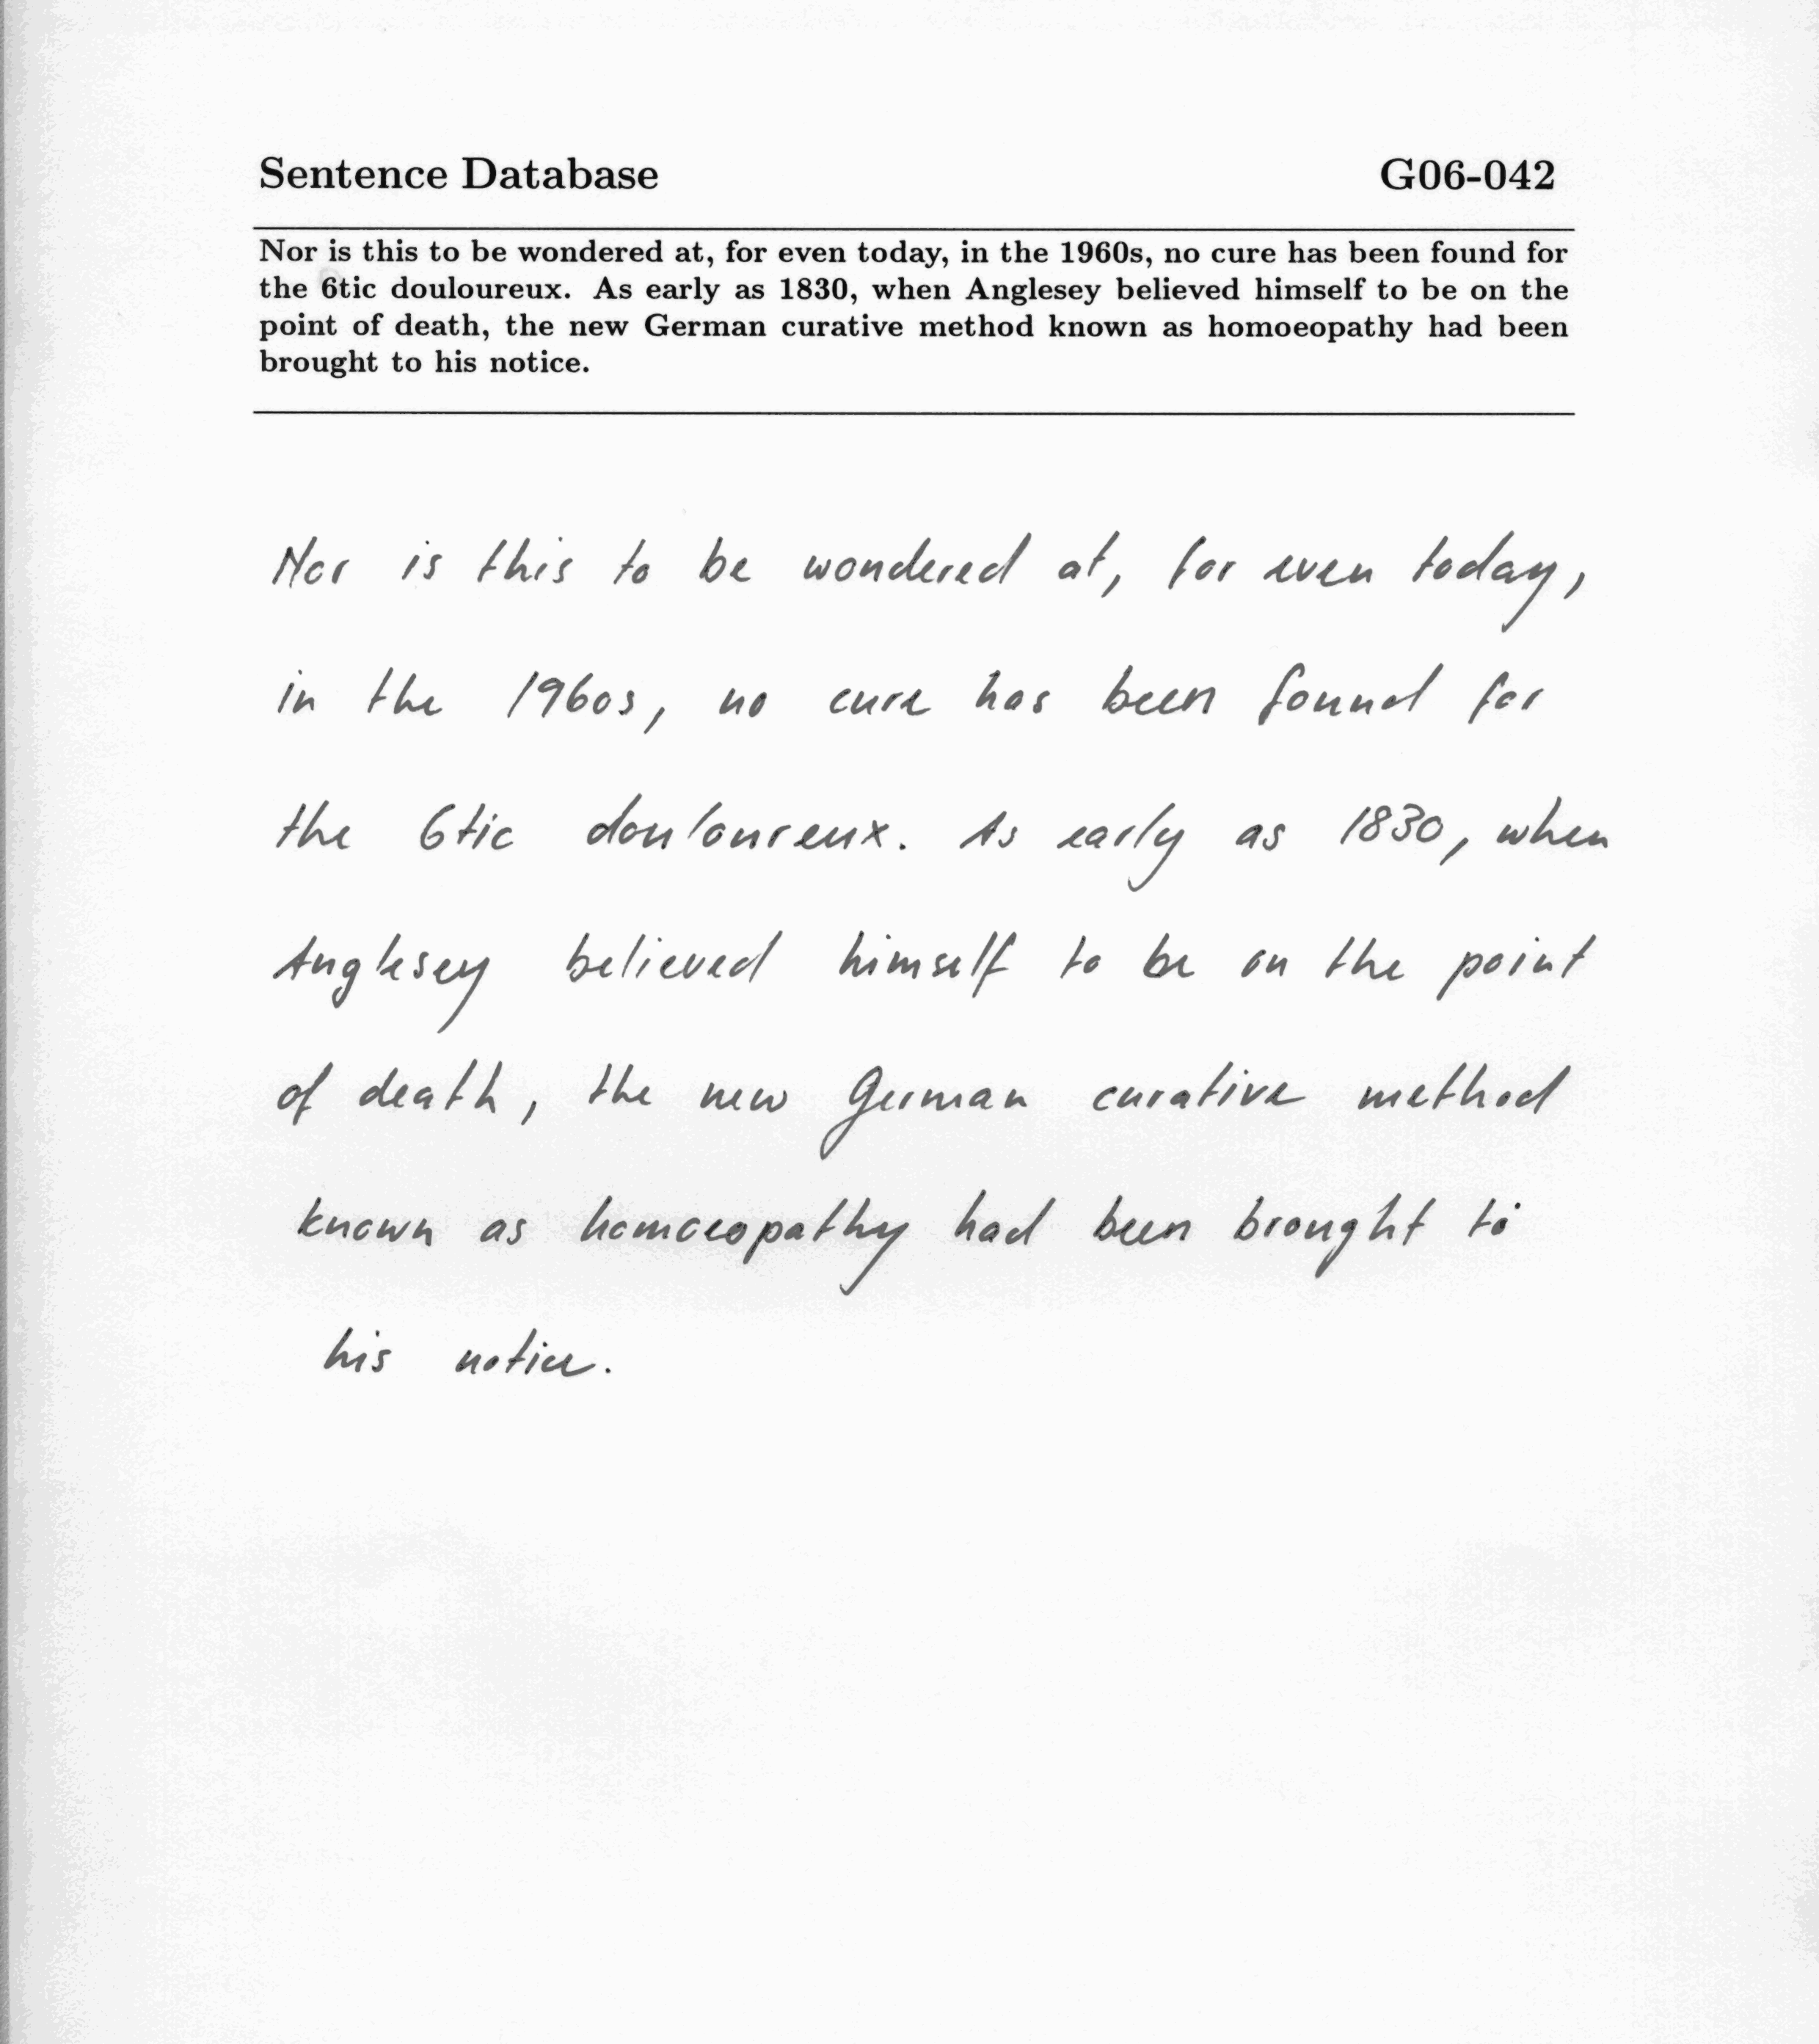 Sentence Database G06-042
Nor is this to be wondered at, for even today, in the 1960s, no cure has been found for
the 6tic douloureux. As early as 1830, when Anglesey believed himself to be on the
point of death, the new German curative method known as homoeopathy had been
brought to his notice.
Nor is this to be wondered at, for even today,
in the 1960s, no cure has been found for
the 6tic douloureux. As early as 1830, when
Anglesey believed himself to be on the point
of death, the new German curative method
known as homoeopathy had been brought to
his notice.